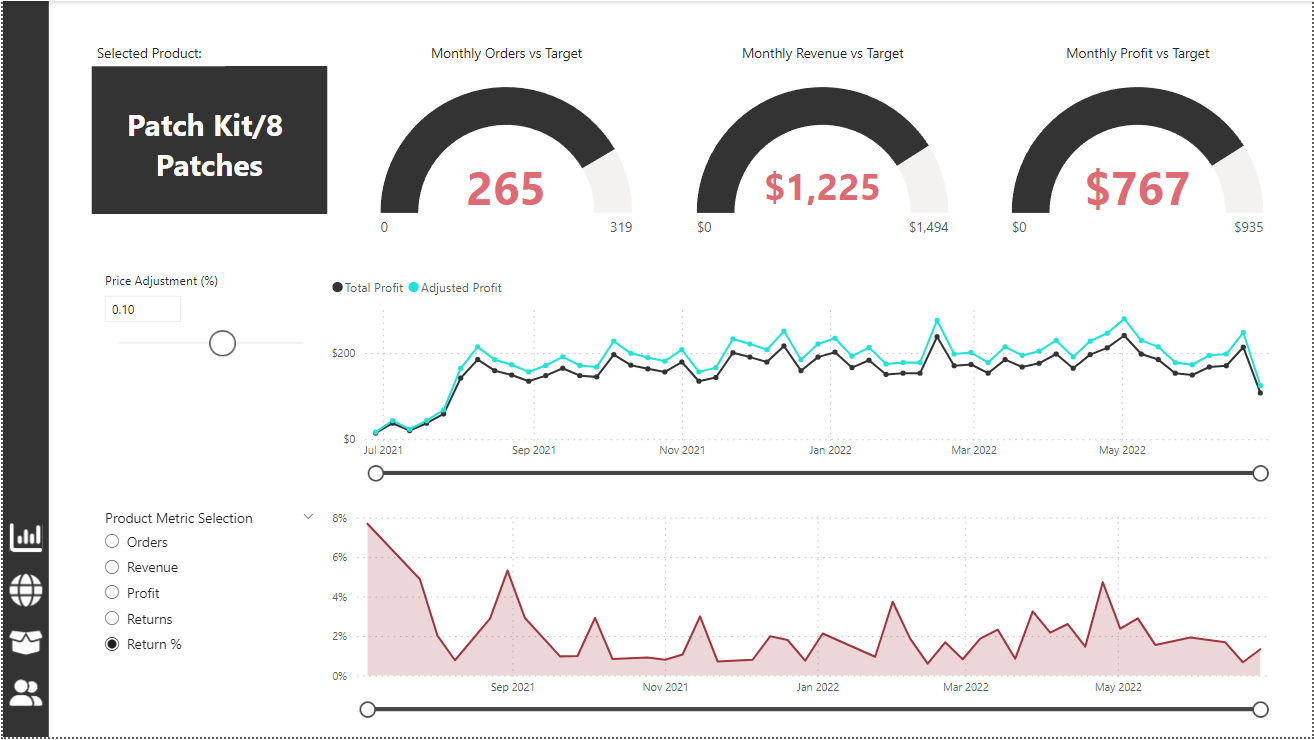 Selected Product:
Patch Kit/8
Patches
Monthly Orders vs Target
265
0
319
Monthly Revenue vs Target
$1,225
$0
$1,494
Monthly Profit vs Target
$767
$0
$935
Price Adjustment (%)
0.10
Total Profit Adjusted Profit
$200
$0
Jul 2021 Sep 2021 Nov 2021 Jan 2022 Mar 2022 May 2022
Product Metric Selection
Orders
Revenue
Profit
Returns
Return %
8%
6%
4%
2%
0%
Sep 2021 Nov 2021 Jan 2022 Mar 2022 May 2022